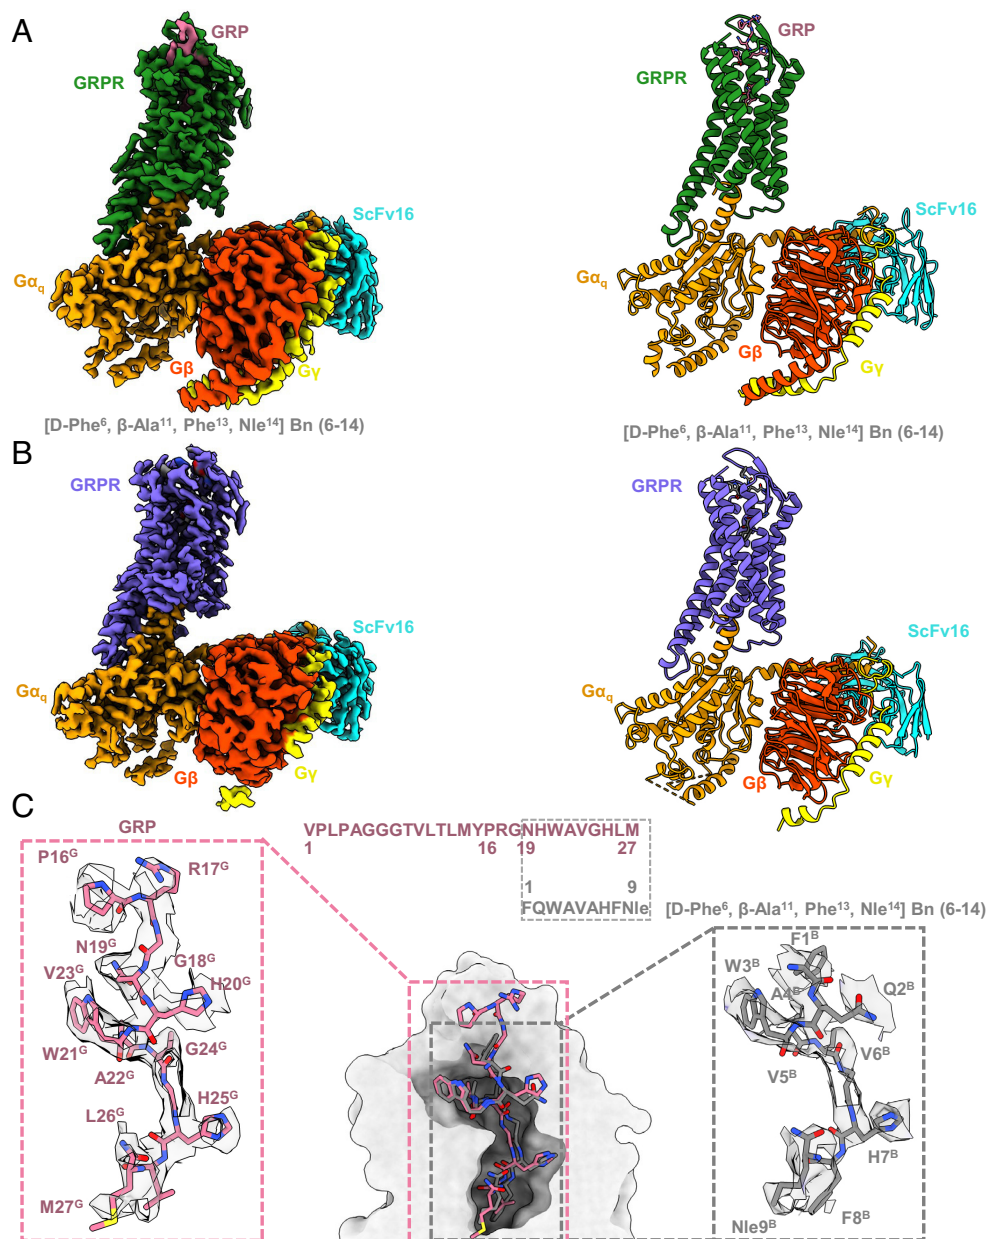 A
GRP
GRPR
ScFv16
Gαq
Gβ
Gγ
GRP
GRPR
ScFv16
Gαq
Gβ
Gγ
[D-Phe⁶, β-Ala¹¹, Phe¹³, Nle¹⁴] Bn (6-14)
[D-Phe⁶, β-Ala¹¹, Phe¹³, Nle¹⁴] Bn (6-14)
B
GRPR
ScFv16
Gαq
Gβ
Gγ
GRPR
ScFv16
Gαq
Gβ
Gγ
C
GRP
P16ᴳ
R17ᴳ
N19ᴳ
G18ᴳ
V23ᴳ
H20ᴳ
W21ᴳ
G24ᴳ
A22ᴳ
H25ᴳ
L26ᴳ
M27ᴳ
VPLPAGGGTVLTLMYPRGNHWAVGHLM
1 16 19 27
1 9
FQWAVAHFNle
[D-Phe⁶, β-Ala¹¹, Phe¹³, Nle¹⁴] Bn (6-14)
F1ᴮ
W3ᴮ
A4ᴮ
Q2ᴮ
V6ᴮ
V5ᴮ
H7ᴮ
F8ᴮ
Nle9ᴮ